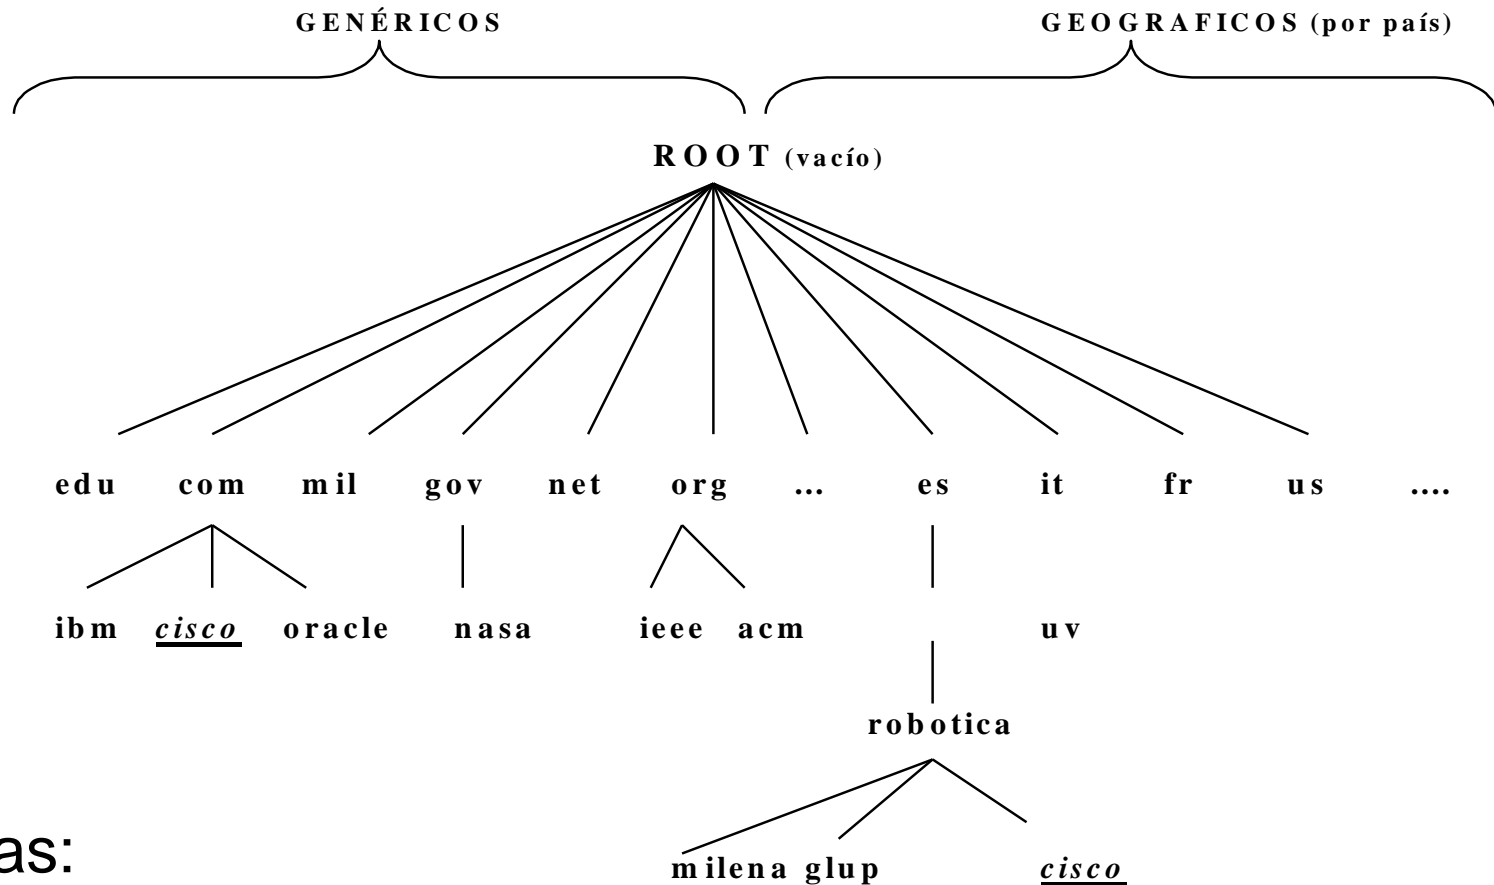 GENÉRICOS GEOGRAFICOS (por país)
ROOT (vacío)
edu com mil gov net org ... es it fr us ....
ibm cisco oracle nasa ieee acm uv
robotica
as:
milena glup cisco